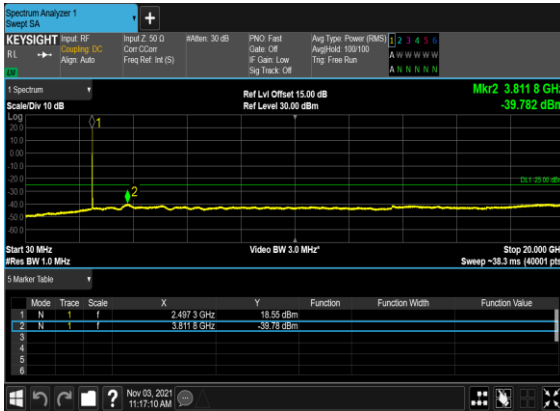 Spectrum Analyzer 1
Swept SA
+
KEYSIGHT Input: RF Input Z: 50 Ω #Atten: 30 dB PNO: Fast Avg Type: Power (RMS) 1 2 3 4 5 6
RL Coupling: DC Corr CCorr Gate: Off Avg|Hold: 100/100 A W W W W W
Align: Auto Freq Ref: Int (S) IF Gain: Low Trig: Free Run
Sig Track: Off A N N N N N
1 Spectrum Ref Lvl Offset 15.00 dB Mkr2 3.811 8 GHz
Scale/Div 10 dB Ref Level 30.00 dBm -39.782 dBm
Log
20.0
10.0
0.00
-10.0
-20.0
-30.0
-40.0
-50.0
-60.0
1
2
DL1 -25.00 dBm
Start 30 MHz Video BW 3.0 MHz* Stop 20.000 GHz
#Res BW 1.0 MHz Sweep ~38.3 ms (40001 pts)
5 Marker Table
Mode Trace Scale X Y Function Function Width Function Value
1 N 1 f 2.497 3 GHz 18.55 dBm
2 N 1 f 3.811 8 GHz -39.78 dBm
3
4
5
6
? Nov 03, 2021
11:17:10 AM